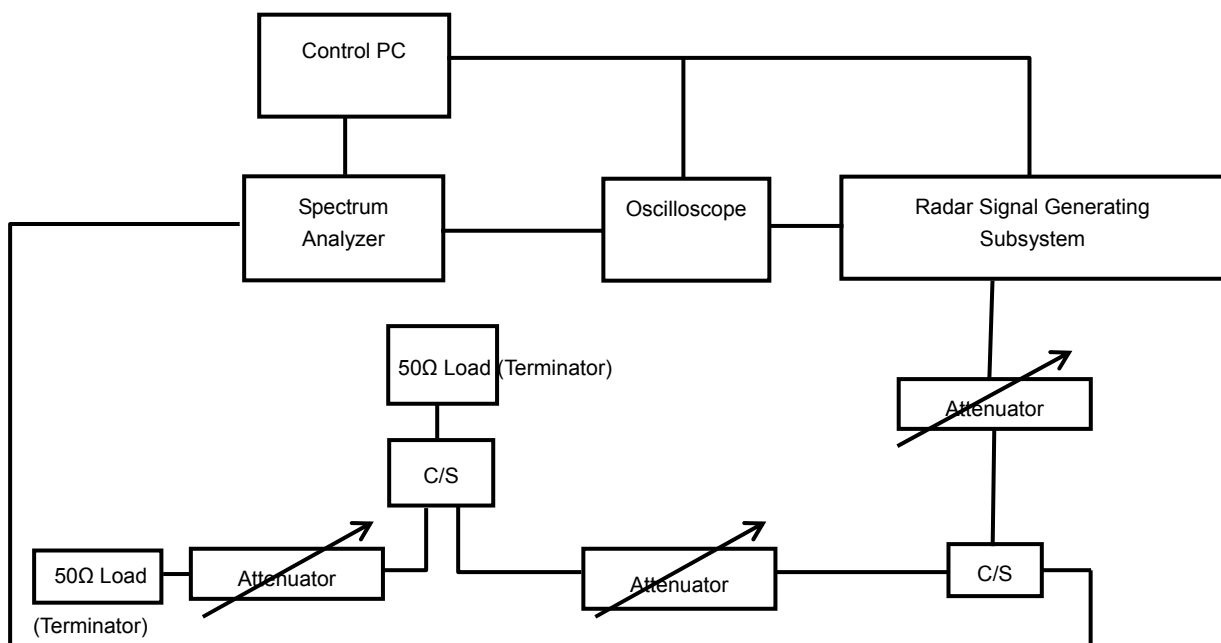 Control PC
Spectrum
Analyzer
Oscilloscope
Radar Signal Generating
Subsystem
50Ω Load (Terminator)
Attenuator
C/S
50Ω Load
(Terminator)
Attenuator
Attenuator
C/S